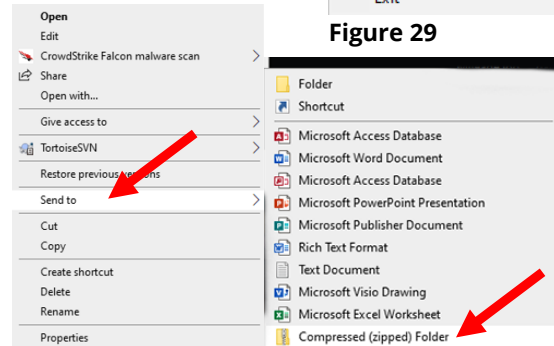 Figure 29
Open
Edit
CrowdStrike Falcon malware scan
Share
Open with...
Give access to
TortoiseSVN
Restore previous versions
Send to
Cut
Copy
Create shortcut
Delete
Rename
Properties
Folder
Shortcut
Microsoft Access Database
Microsoft Word Document
Microsoft Access Database
Microsoft PowerPoint Presentation
Microsoft Publisher Document
Rich Text Format
Text Document
Microsoft Visio Drawing
Microsoft Excel Worksheet
Compressed (zipped) Folder